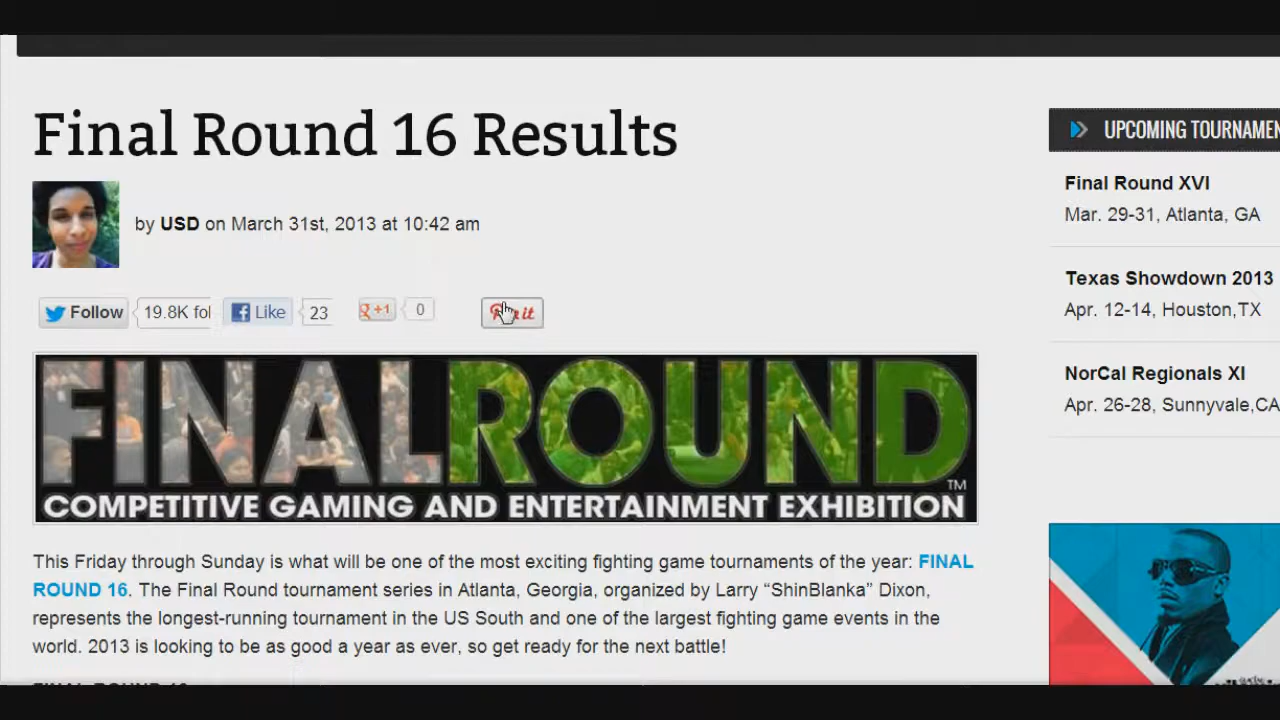 Final Round 16 Results
by USD on March 31st, 2013 at 10:42 am
Follow 19.8K fol Like 23 +1 0 it
FINALROUND™
COMPETITIVE GAMING AND ENTERTAINMENT EXHIBITION
This Friday through Sunday is what will be one of the most exciting fighting game tournaments of the year: FINAL
ROUND 16. The Final Round tournament series in Atlanta, Georgia, organized by Larry “ShinBlanka” Dixon,
represents the longest-running tournament in the US South and one of the largest fighting game events in the
world. 2013 is looking to be as good a year as ever, so get ready for the next battle!
UPCOMING TOURNAMEN
Final Round XVI
Mar. 29-31, Atlanta, GA
Texas Showdown 2013
Apr. 12-14, Houston,TX
NorCal Regionals XI
Apr. 26-28, Sunnyvale,CA